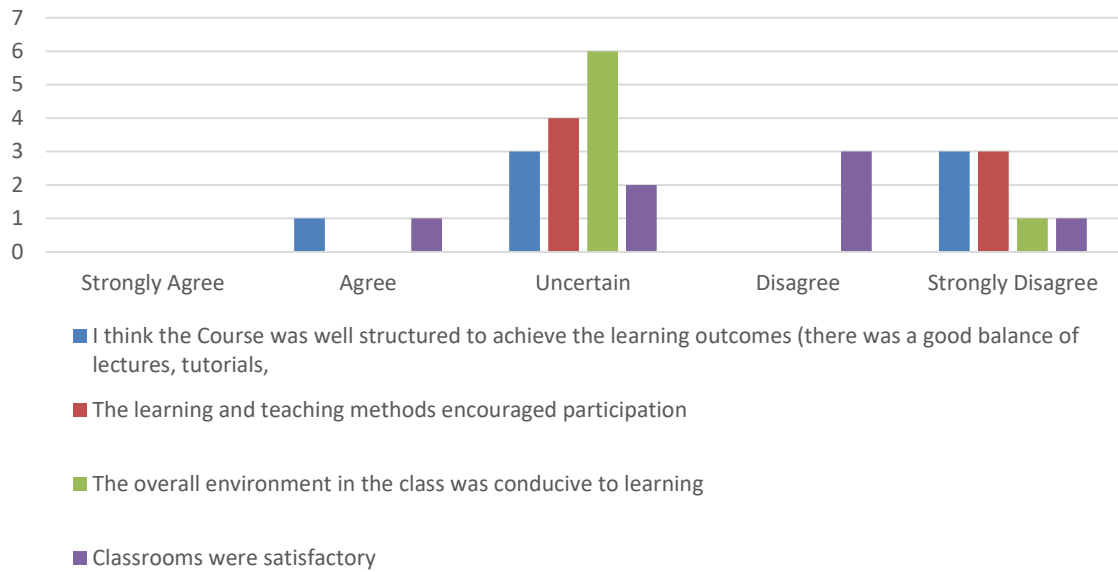 7
6
5
4
3
2
1
0
Strongly Agree Agree Uncertain Disagree Strongly Disagree
I think the Course was well structured to achieve the learning outcomes (there was a good balance of
lectures, tutorials,
The learning and teaching methods encouraged participation
The overall environment in the class was conducive to learning
Classrooms were satisfactory